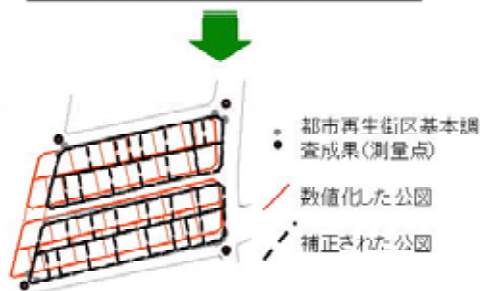 都市再生街区基本調
査成果(測量点)
数値化した公図
補正された公図